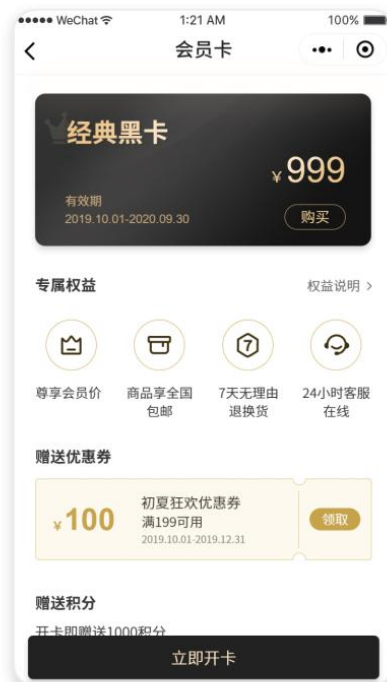 WeChat 1:21 AM 100%
会员卡
经典黑卡
¥999
有效期
2019.10.01-2020.09.30
购买
专属权益 权益说明 >
尊享会员价 商品享全国 7天无理由 24小时客服
包邮 退换货 在线
赠送优惠券
初夏狂欢优惠券
¥100 满199可用 领取
2019.10.01-2019.12.31
赠送积分
开卡即赠送1000积分
立即开卡